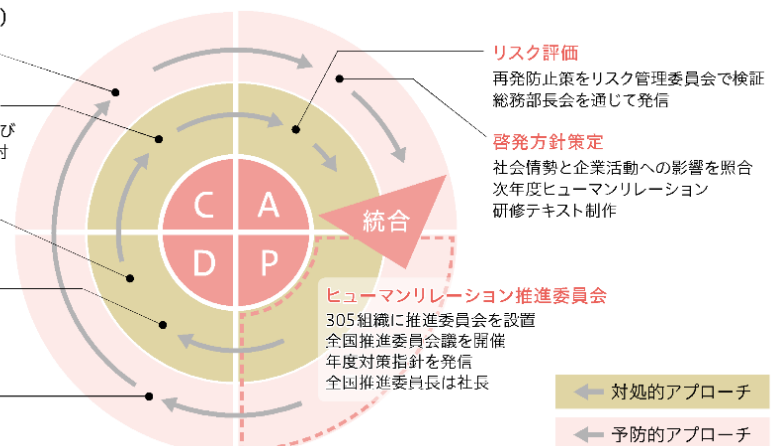 )
び
討
リスク評価
再発防止策をリスク管理委員会で検証
総務部長会を通じて発信
啓発方針策定
社会情勢と企業活動への影響を照合
次年度ヒューマンリレーション
研修テキスト制作
C
A
D
P
統合
ヒューマンリレーション推進委員会
305組織に推進委員会を設置
全国推進委員会議を開催
年度対策指針を発信
全国推進委員長は社長
対処的アプローチ
予防的アプローチ